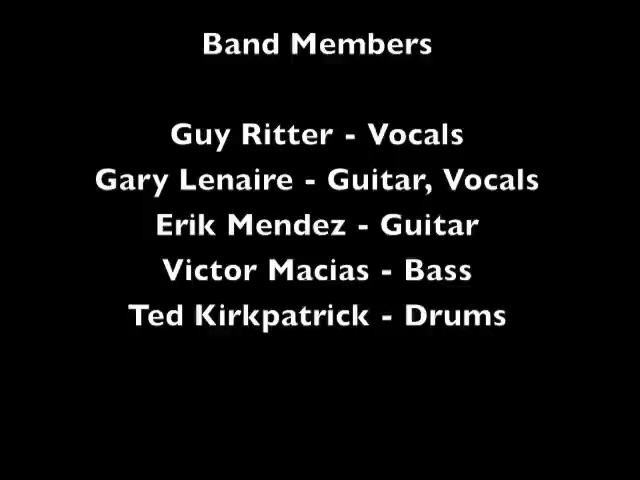 Band Members
Guy Ritter - Vocals
Gary Lenaire - Guitar, Vocals
Erik Mendez - Guitar
Victor Macias - Bass
Ted Kirkpatrick - Drums